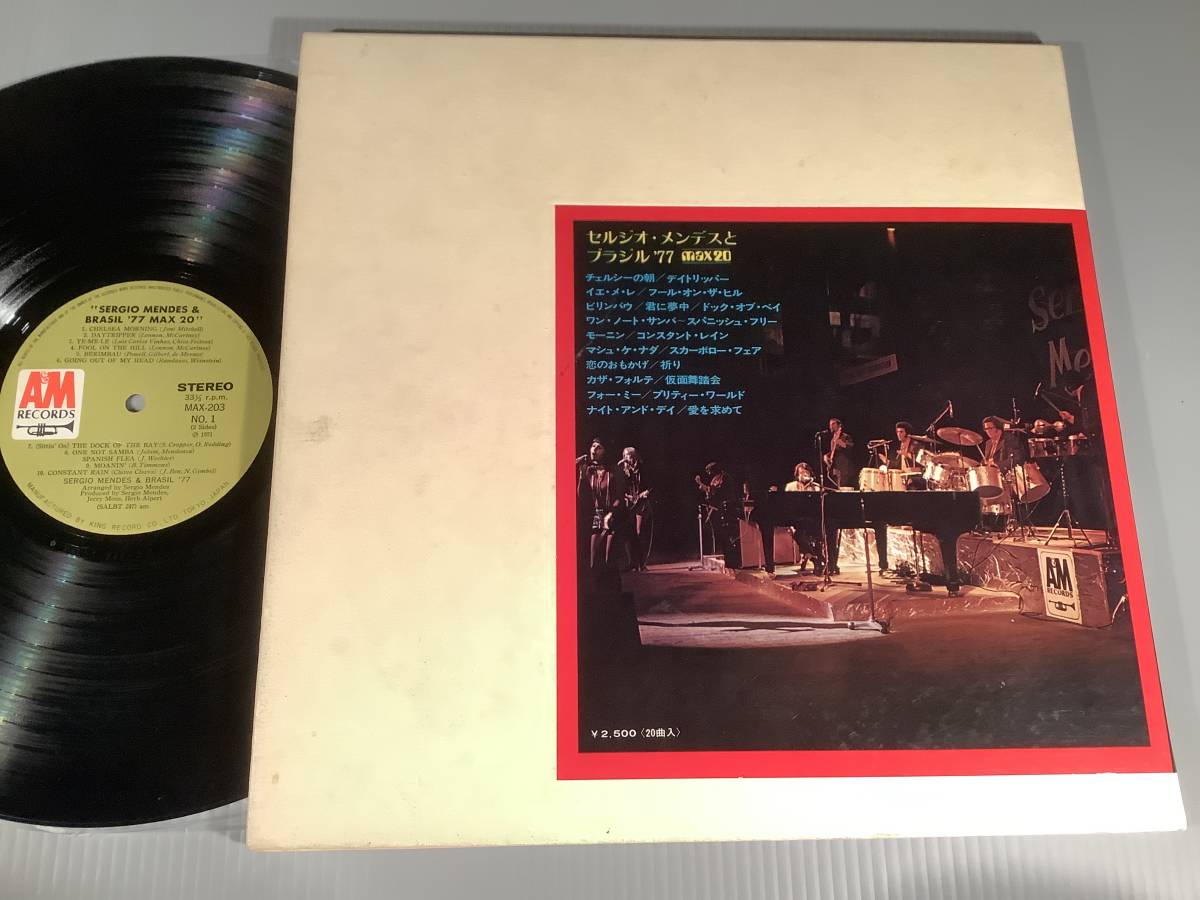 "SERGIO MENDES &
BRASIL '77 MAX 20"
1. CHELSEA MORNING (Joni Mitchell)
2. DAYTRIPPER (Lennon, McCartney)
3. YE-ME-LE (Luis Carlos Vinhas, Chico Feitosa)
4. FOOL ON THE HILL (Lennon, McCartney)
5. BERIMBAU (Powell, Gilbert, de Moraes)
6. GOING OUT OF MY HEAD (Randazzo, Weinstein)
A&M
RECORDS
STEREO
33⅓ r.p.m.
MAX-203
NO. 1
(2 Sides)
Ⓟ 1971
7. (Sittin' On) THE DOCK OF THE BAY (S. Cropper, O. Redding)
8. ONE NOT SAMBA (Jobim, Mendonca)
SPANISH FLEA (J. Wechter)
9. MOANIN' (B. Timmons)
10. CONSTANT RAIN (Chove Chuva) (J. Ben, N. Gimbel)
SERGIO MENDES & BRASIL '77
Arranged by Sergio Mendes
Produced by Sergio Mendes,
Jerry Moss, Herb Alpert
(SALBT 247) am
MANUFACTURED BY KING RECORD CO. LTD TOKYO, JAPAN
セルジオ・メンデスと
ブラジル '77 max 20
チェルシーの朝/デイトリッパー
イエ・メ・レ/フール・オン・ザ・ヒル
ビリンバウ/君に夢中/ドック・オブ・ベイ
ワン・ノート・サンバ~スパニッシュ・フリー
モーニン/コンスタント・レイン
マシュ・ケ・ナダ/スカーボロー・フェア
恋のおもかげ/祈り
カザ・フォルテ/仮面舞踏会
フォー・ミー/プリティー・ワールド
ナイト・アンド・デイ/愛を求めて
Ser
Me
A&M
RECORDS
¥2,500〈20曲入〉